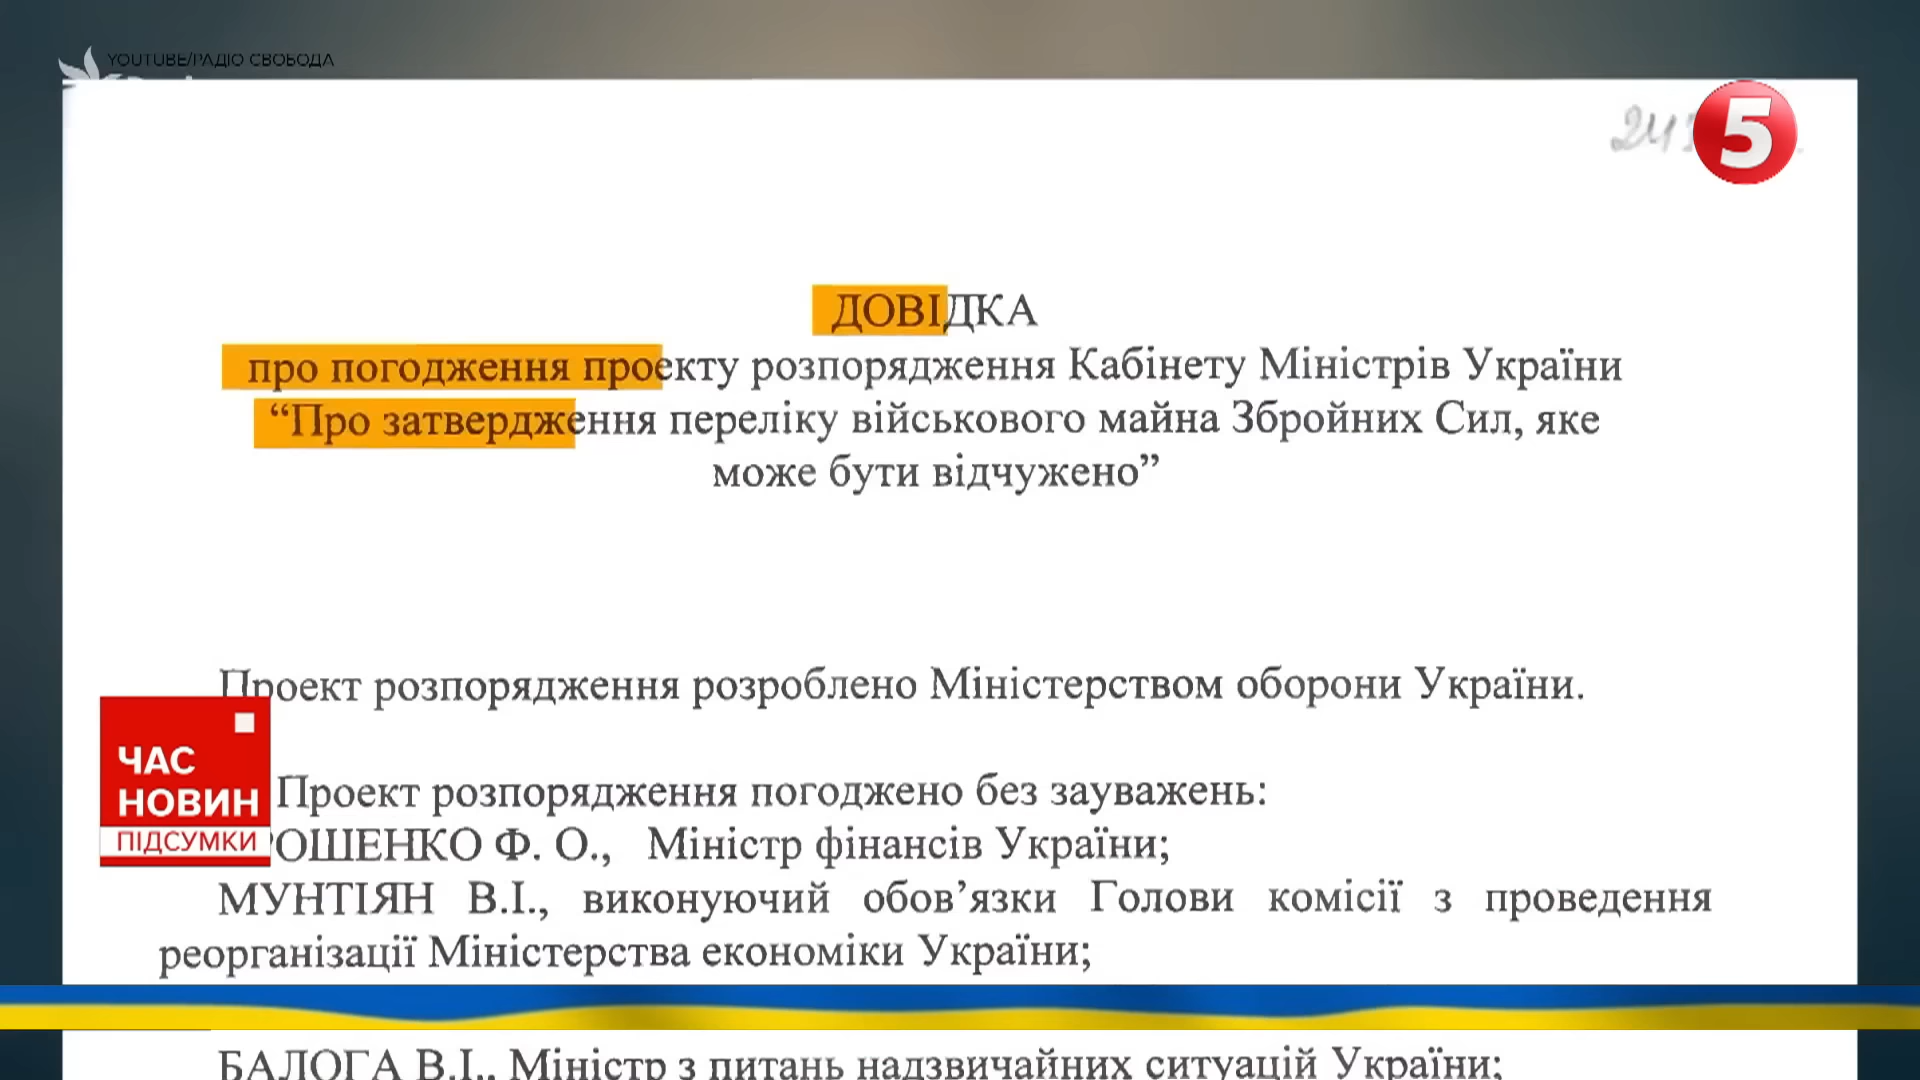 YOUTUBE/РАДІО СВОБОДА
5
ДОВІДКА
про погодження проекту розпорядження Кабінету Міністрів України
“Про затвердження переліку військового майна Збройних Сил, яке
може бути відчужено”
Проект розпорядження розроблено Міністерством оборони України.
Проект розпорядження погоджено без зауважень:
ОШЕНКО Ф. О., Міністр фінансів України;
МУНТІЯН В.І., виконуючий обов’язки Голови комісії з проведення
реорганізації Міністерства економіки України;
БАЛОГА В.І., Міністр з питань надзвичайних ситуацій України;
ЧАС
НОВИН
ПІДСУМКИ